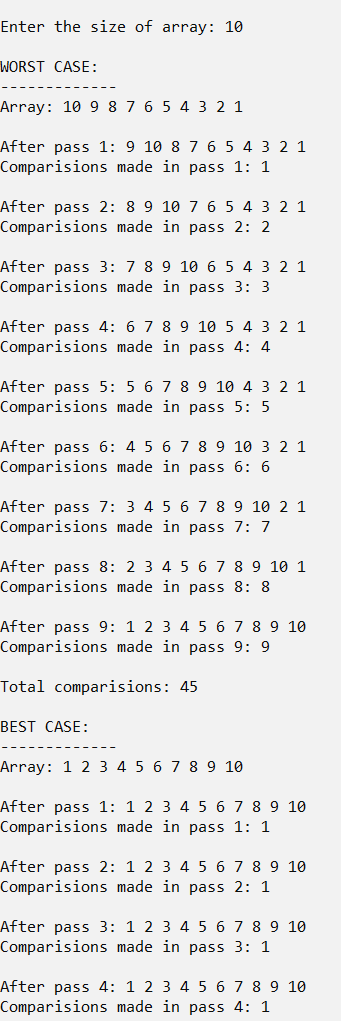 Enter the size of array: 10
WORST CASE:
-------------
Array: 10 9 8 7 6 5 4 3 2 1
After pass 1: 9 10 8 7 6 5 4 3 2 1
Comparisions made in pass 1: 1
After pass 2: 8 9 10 7 6 5 4 3 2 1
Comparisions made in pass 2: 2
After pass 3: 7 8 9 10 6 5 4 3 2 1
Comparisions made in pass 3: 3
After pass 4: 6 7 8 9 10 5 4 3 2 1
Comparisions made in pass 4: 4
After pass 5: 5 6 7 8 9 10 4 3 2 1
Comparisions made in pass 5: 5
After pass 6: 4 5 6 7 8 9 10 3 2 1
Comparisions made in pass 6: 6
After pass 7: 3 4 5 6 7 8 9 10 2 1
Comparisions made in pass 7: 7
After pass 8: 2 3 4 5 6 7 8 9 10 1
Comparisions made in pass 8: 8
After pass 9: 1 2 3 4 5 6 7 8 9 10
Comparisions made in pass 9: 9
Total comparisions: 45
BEST CASE:
-------------
Array: 1 2 3 4 5 6 7 8 9 10
After pass 1: 1 2 3 4 5 6 7 8 9 10
Comparisions made in pass 1: 1
After pass 2: 1 2 3 4 5 6 7 8 9 10
Comparisions made in pass 2: 1
After pass 3: 1 2 3 4 5 6 7 8 9 10
Comparisions made in pass 3: 1
After pass 4: 1 2 3 4 5 6 7 8 9 10
Comparisions made in pass 4: 1